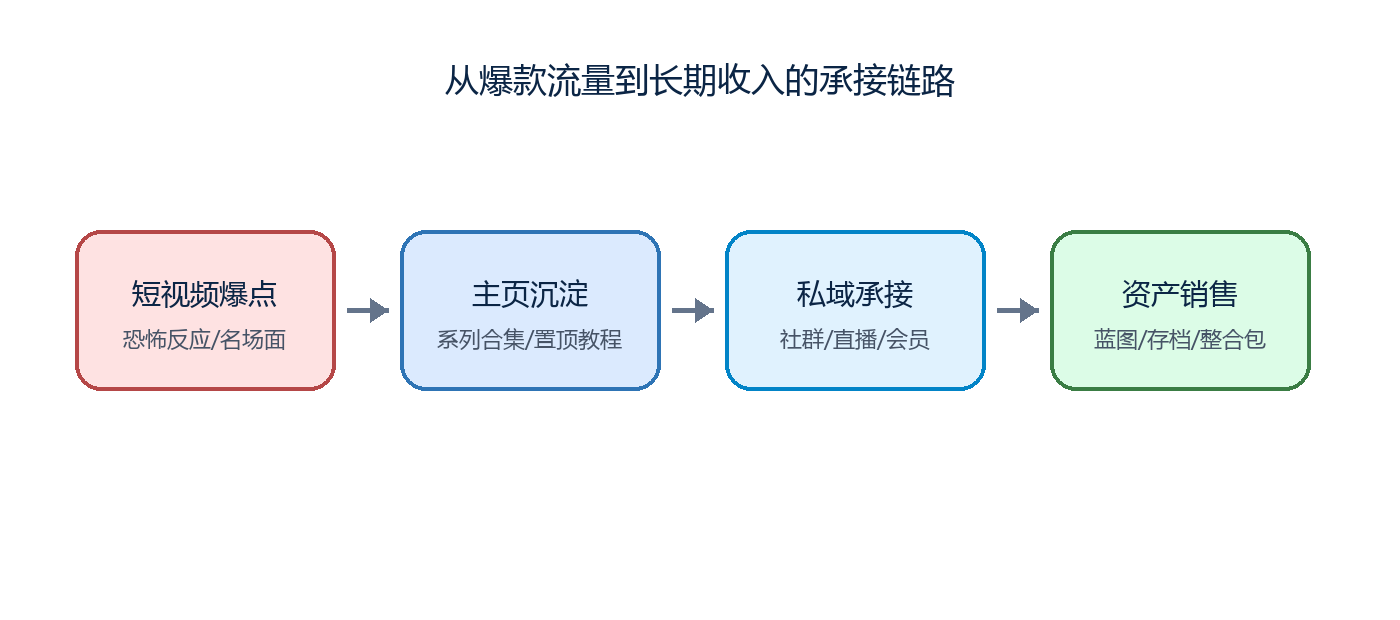 从爆款流量到长期收入的承接链路
短视频爆点
恐怖反应/名场面
主页沉淀
系列合集/置顶教程
私域承接
社群/直播/会员
资产销售
蓝图/存档/整合包